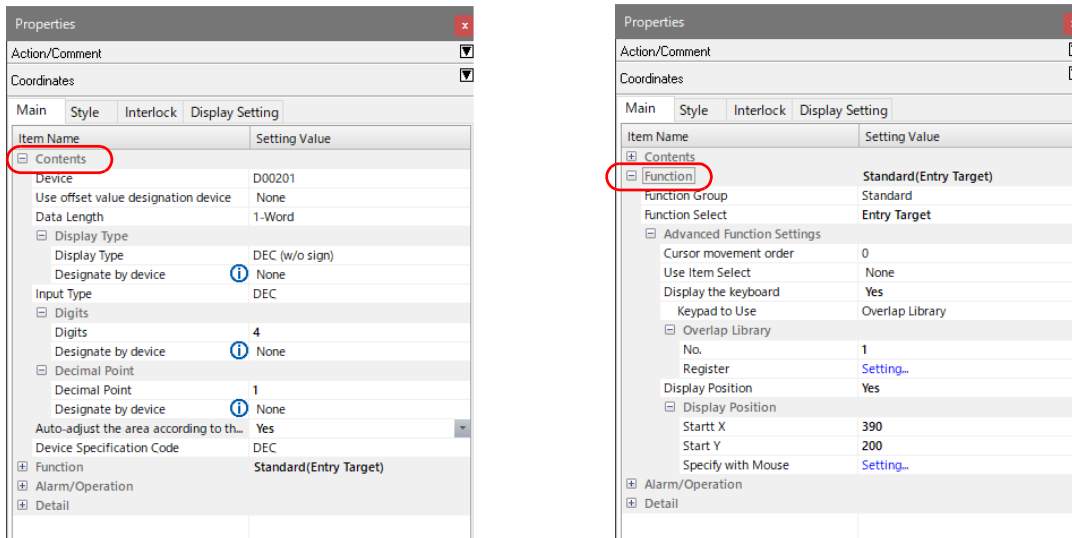 Properties
x
Action/Comment
Coordinates
Main Style Interlock Display Setting
Item Name Setting Value
Contents
Device D00201
Use offset value designation device None
Data Length 1-Word
Display Type
Display Type DEC (w/o sign)
Designate by device i None
Input Type DEC
Digits
Digits 4
Designate by device i None
Decimal Point
Decimal Point 1
Designate by device i None
Auto-adjust the area according to th... Yes
Device Specification Code DEC
Function Standard(Entry Target)
Alarm/Operation
Detail
Properties
Action/Comment
Coordinates
Main Style Interlock Display Setting
Item Name Setting Value
Contents
Function Standard(Entry Target)
Function Group Standard
Function Select Entry Target
Advanced Function Settings
Cursor movement order 0
Use Item Select None
Display the keyboard Yes
Keypad to Use Overlap Library
Overlap Library
No. 1
Register Setting...
Display Position Yes
Display Position
Startt X 390
Start Y 200
Specify with Mouse Setting...
Alarm/Operation
Detail